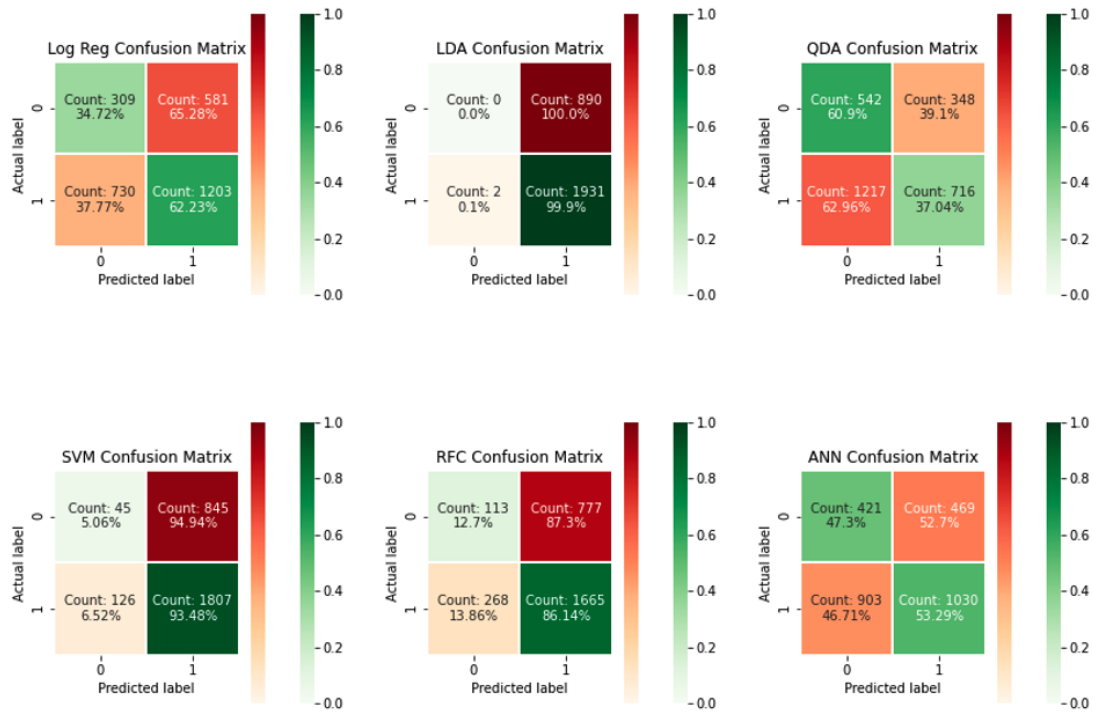 Log Reg Confusion Matrix
Count: 309
34.72%
Count: 581
65.28%
Count: 730
37.77%
Count: 1203
62.23%
0
1
Actual label
0
1
Predicted label
1.0
0.8
0.6
0.4
0.2
0.0
LDA Confusion Matrix
Count: 0
0.0%
Count: 890
100.0%
Count: 2
0.1%
Count: 1931
99.9%
0
1
Actual label
0
1
Predicted label
1.0
0.8
0.6
0.4
0.2
0.0
QDA Confusion Matrix
Count: 542
60.9%
Count: 348
39.1%
Count: 1217
62.96%
Count: 716
37.04%
0
1
Actual label
0
1
Predicted label
1.0
0.8
0.6
0.4
0.2
0.0
SVM Confusion Matrix
Count: 45
5.06%
Count: 845
94.94%
Count: 126
6.52%
Count: 1807
93.48%
0
1
Actual label
0
1
Predicted label
1.0
0.8
0.6
0.4
0.2
0.0
RFC Confusion Matrix
Count: 113
12.7%
Count: 777
87.3%
Count: 268
13.86%
Count: 1665
86.14%
0
1
Actual label
0
1
Predicted label
1.0
0.8
0.6
0.4
0.2
0.0
ANN Confusion Matrix
Count: 421
47.3%
Count: 469
52.7%
Count: 903
46.71%
Count: 1030
53.29%
0
1
Actual label
0
1
Predicted label
1.0
0.8
0.6
0.4
0.2
0.0